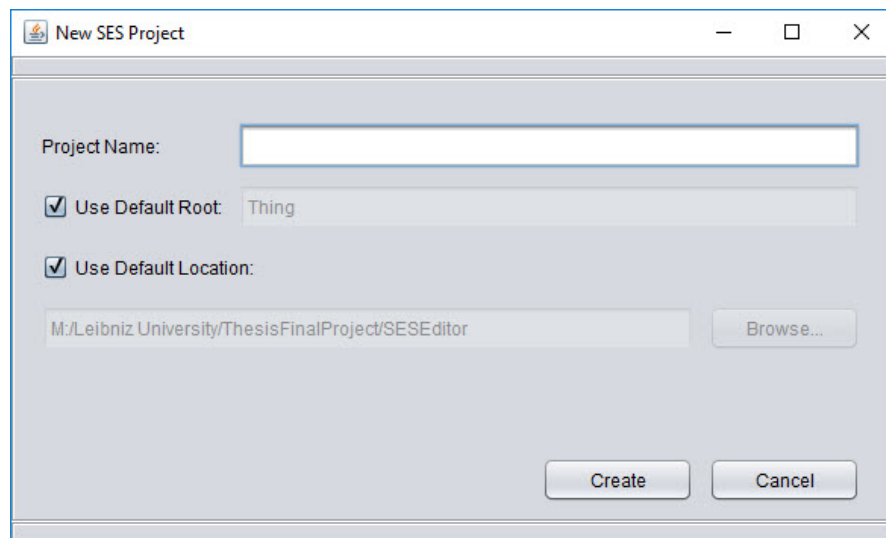 New SES Project
Project Name:
Use Default Root: Thing
Use Default Location:
M:/Leibniz University/ThesisFinalProject/SESEditor Browse...
Create Cancel